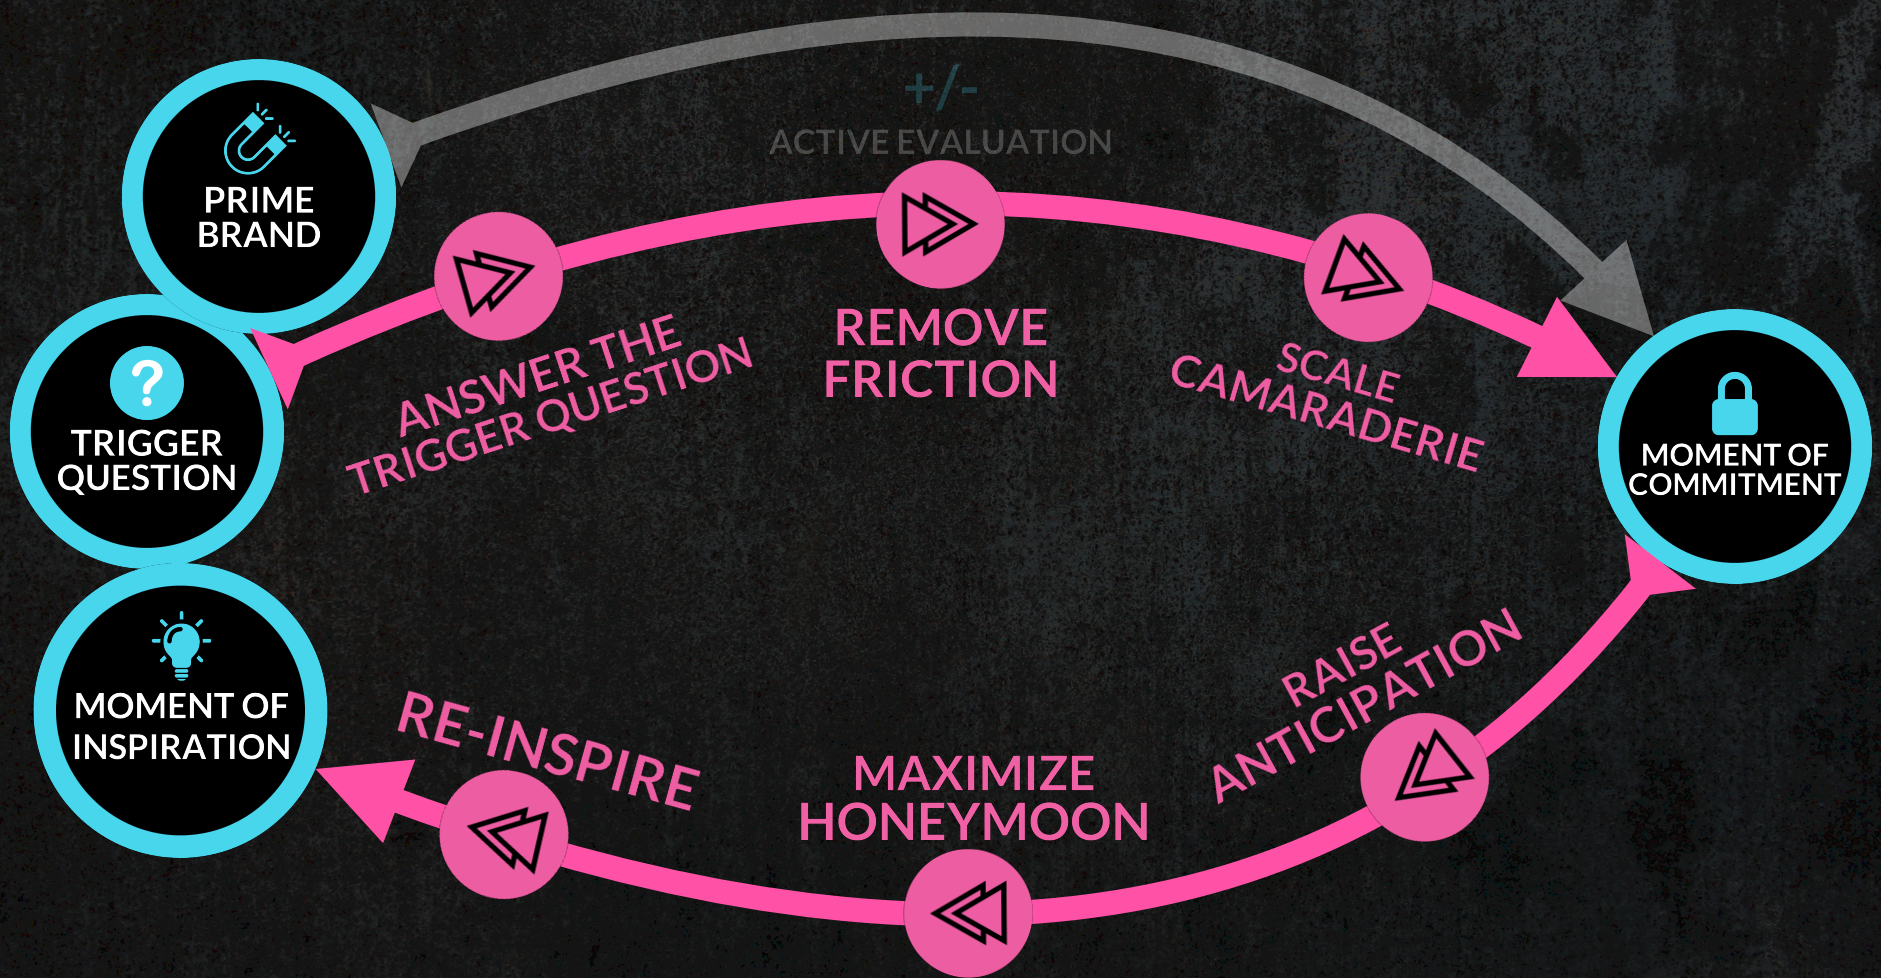 +/-
ACTIVE EVALUATION
PRIME
BRAND
TRIGGER
QUESTION
MOMENT OF
INSPIRATION
ANSWER THE
TRIGGER QUESTION
REMOVE
FRICTION
SCALE
CAMARADERIE
MOMENT OF
COMMITMENT
RAISE
ANTICIPATION
MAXIMIZE
HONEYMOON
RE-INSPIRE
?